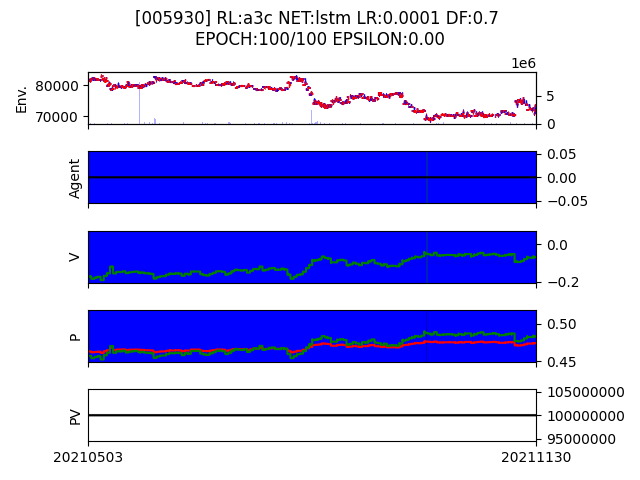 [005930] RL:a3c NET:lstm LR:0.0001 DF:0.7
EPOCH:100/100 EPSILON:0.00
1e6
Env.
80000
70000
5
0
Agent
0.05
0.00
−0.05
V
0.0
−0.2
P
0.50
0.45
PV
105000000
100000000
95000000
20210503
20211130